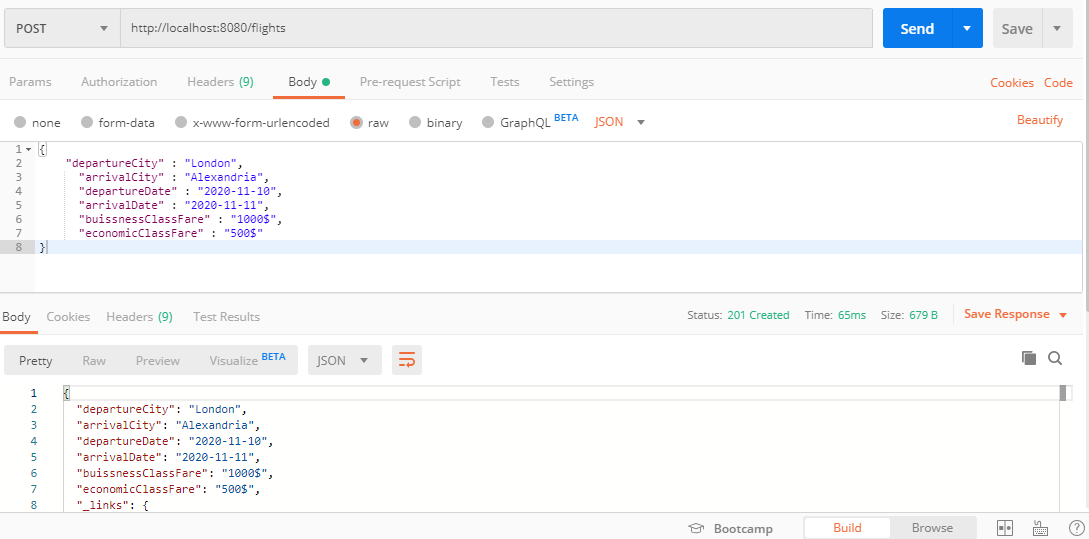 POST http://localhost:8080/flights Send Save
Params Authorization Headers (9) Body Pre-request Script Tests Settings Cookies Code
none form-data x-www-form-urlencoded raw binary GraphQL BETA JSON Beautify
1 {
2 "departureCity" : "London",
3 "arrivalCity" : "Alexandria",
4 "departureDate" : "2020-11-10",
5 "arrivalDate" : "2020-11-11",
6 "buissnessClassFare" : "1000$",
7 "economicClassFare" : "500$"
8 }
Body Cookies Headers (9) Test Results Status: 201 Created Time: 65ms Size: 679 B Save Response
Pretty Raw Preview Visualize BETA JSON
1 {
2 "departureCity": "London",
3 "arrivalCity": "Alexandria",
4 "departureDate": "2020-11-10",
5 "arrivalDate": "2020-11-11",
6 "buissnessClassFare": "1000$",
7 "economicClassFare": "500$",
8 "_links": {
Bootcamp Build Browse ?